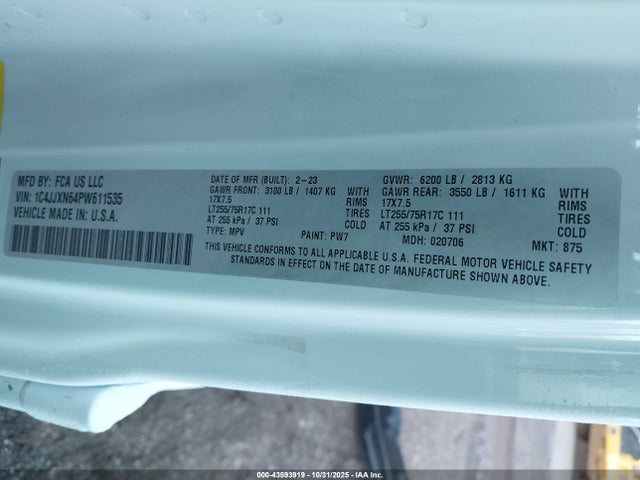 MFD BY: FCA US LLC
VIN: 1C4JJXN64PW611535
VEHICLE MADE IN U.S.A.
DATE OF MFR (BUILT): 2-23
GAWR FRONT: 3100 LB / 1407 KG WITH
17X7.5 RIMS
LT255/75R17C 111 TIRES
AT 255 kPa / 37 PSI COLD
TYPE: MPV PAINT: PW7
GVWR: 6200 LB / 2813 KG
GAWR REAR: 3550 LB / 1611 KG WITH
17X7.5 RIMS
LT255/75R17C 111 TIRES
AT 255 kPa / 37 PSI COLD
MDH: 020706 MKT: 875
THIS VEHICLE CONFORMS TO ALL APPLICABLE U.S.A. FEDERAL MOTOR VEHICLE SAFETY
STANDARDS IN EFFECT ON THE DATE OF MANUFACTURE SHOWN ABOVE.
000-43593919 - 10/31/2025 - IAA Inc.